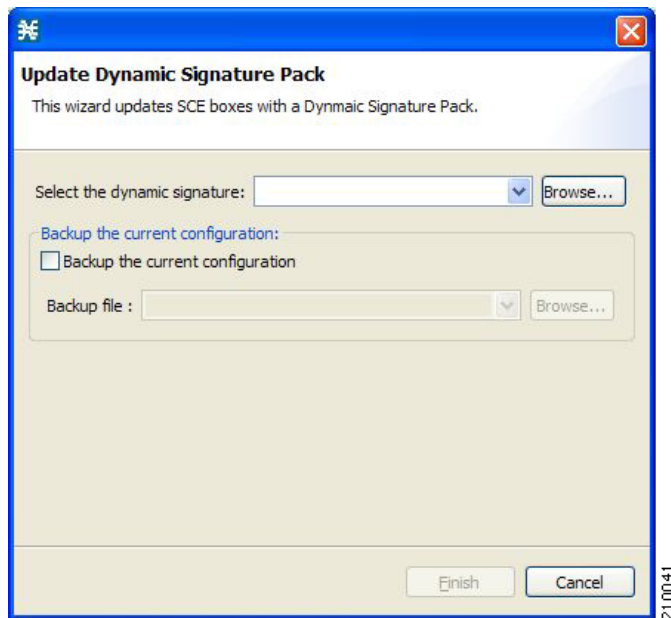 Update Dynamic Signature Pack
This wizard updates SCE boxes with a Dynmaic Signature Pack.
Select the dynamic signature: Browse...
Backup the current configuration:
Backup the current configuration
Backup file : Browse...
Finish Cancel
210041